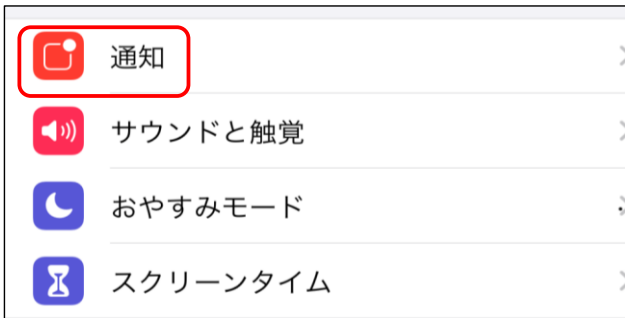 通知
サウンドと触覚
おやすみモード
スクリーンタイム